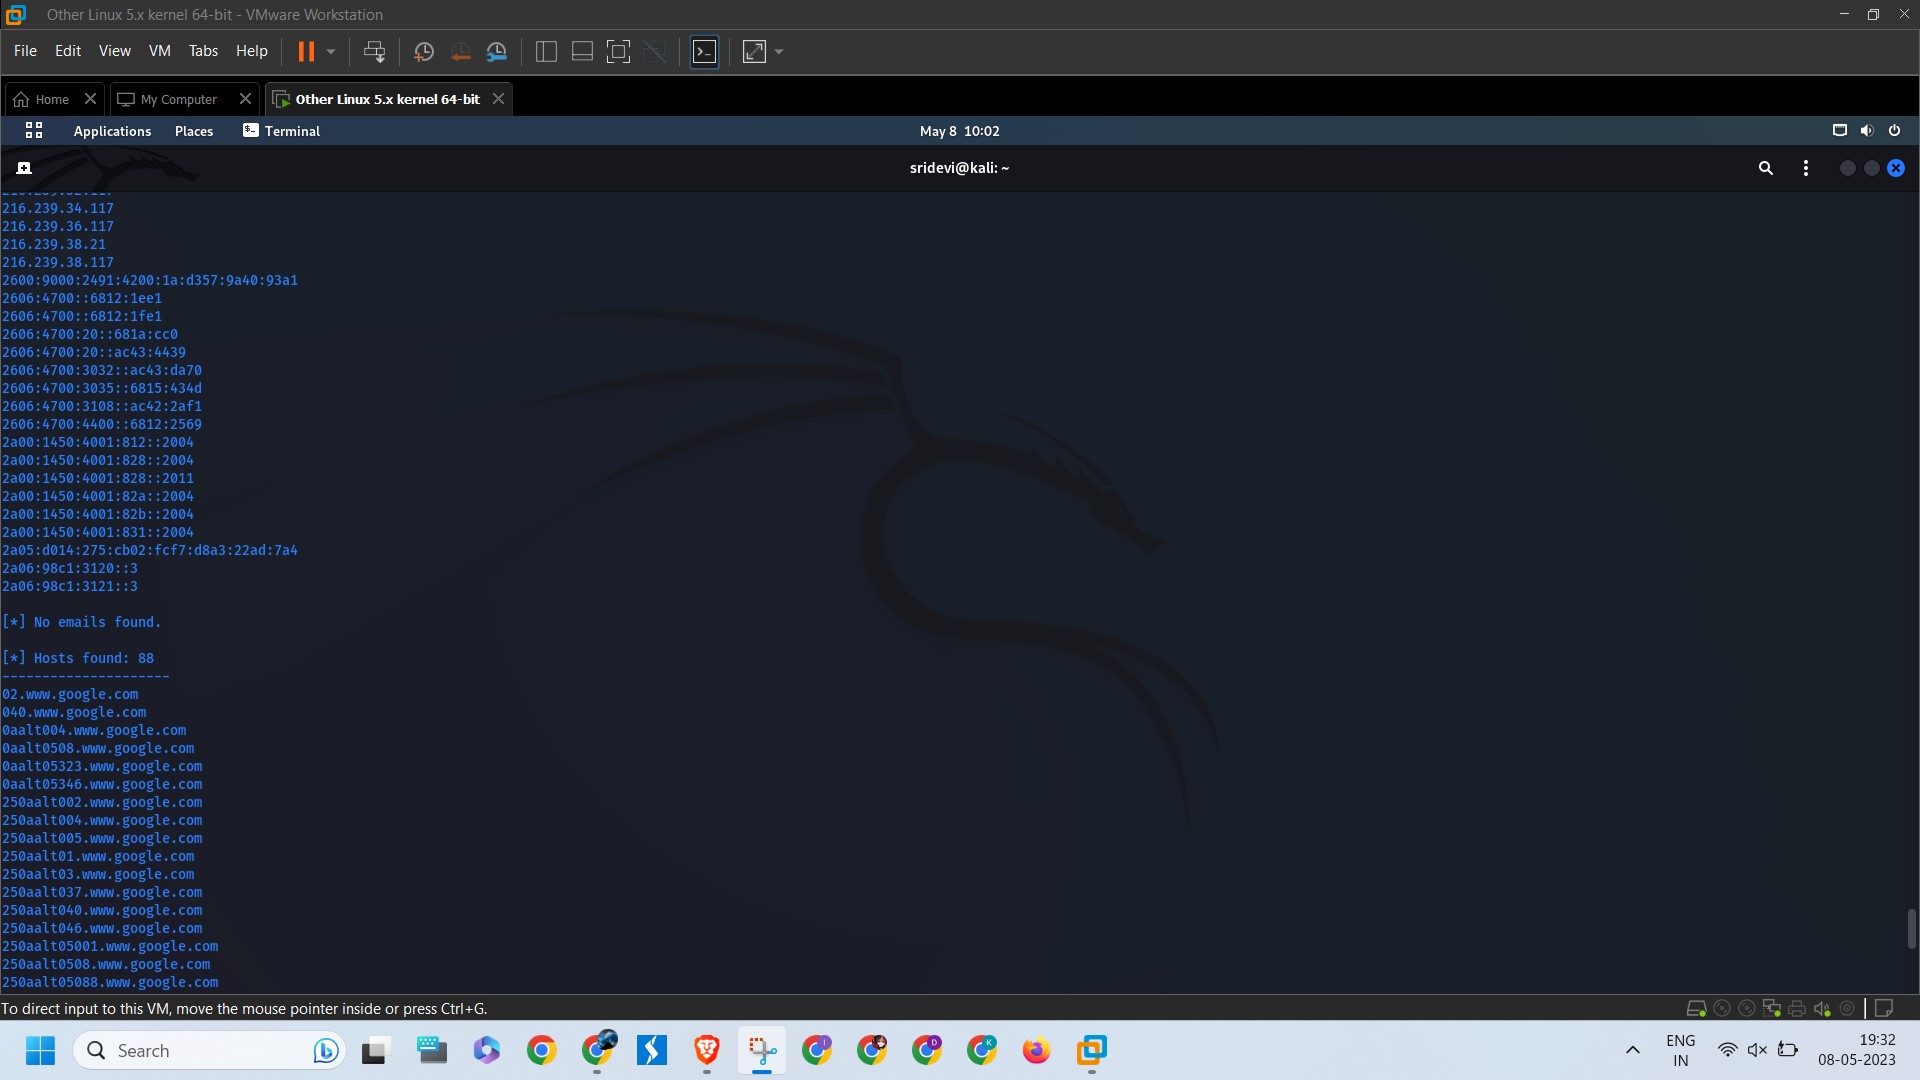 Other Linux 5.x kernel 64-bit - VMware Workstation
File Edit View VM Tabs Help
Home My Computer Other Linux 5.x kernel 64-bit
Applications Places Terminal May 8 10:02
sridevi@kali: ~
216.239.34.117
216.239.36.117
216.239.38.21
216.239.38.117
2600:9000:2491:4200:1a:d357:9a40:93a1
2606:4700::6812:1ee1
2606:4700::6812:1fe1
2606:4700:20::681a:cc0
2606:4700:20::ac43:4439
2606:4700:3032::ac43:da70
2606:4700:3035::6815:434d
2606:4700:3108::ac42:2af1
2606:4700:4400::6812:2569
2a00:1450:4001:812::2004
2a00:1450:4001:828::2004
2a00:1450:4001:828::2011
2a00:1450:4001:82a::2004
2a00:1450:4001:82b::2004
2a00:1450:4001:831::2004
2a05:d014:275:cb02:fcf7:d8a3:22ad:7a4
2a06:98c1:3120::3
2a06:98c1:3121::3
[*] No emails found.
[*] Hosts found: 88
---------------------
02.www.google.com
040.www.google.com
0aalt004.www.google.com
0aalt0508.www.google.com
0aalt05323.www.google.com
0aalt05346.www.google.com
250aalt002.www.google.com
250aalt004.www.google.com
250aalt005.www.google.com
250aalt01.www.google.com
250aalt03.www.google.com
250aalt037.www.google.com
250aalt040.www.google.com
250aalt046.www.google.com
250aalt05001.www.google.com
250aalt0508.www.google.com
250aalt05088.www.google.com
To direct input to this VM, move the mouse pointer inside or press Ctrl+G.
Search
ENG
IN
19:32
08-05-2023